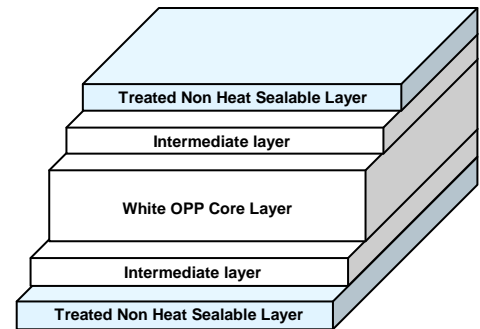 Treated Non Heat Sealable Layer
Intermediate layer
White OPP Core Layer
Intermediate layer
Treated Non Heat Sealable Layer